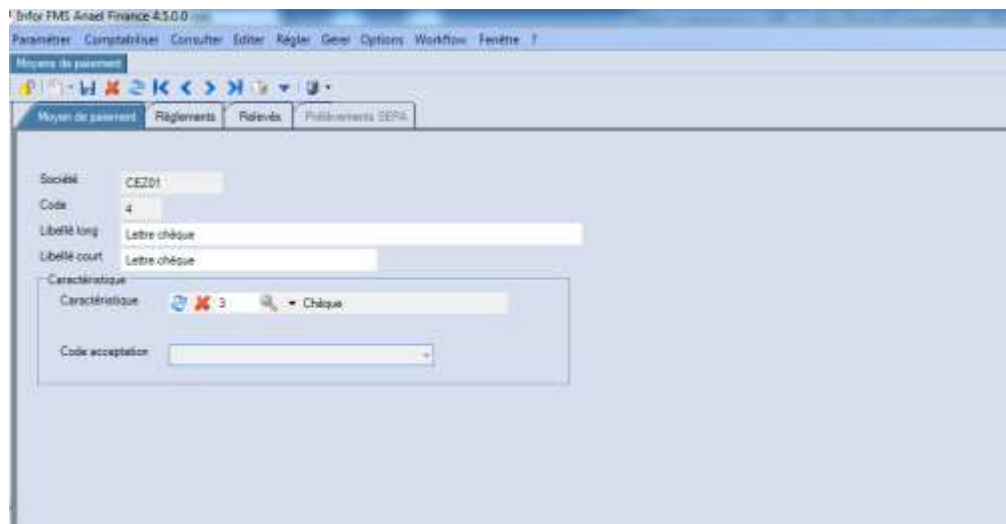 Infor FMS Anael Finance 4.5.0.0
Paramétrer Comptabiliser Consulter Editer Régler Gérer Options Workflow Fenêtre ?
Moyens de paiement
Moyen de paiement Règlements Relevés Prélèvements SEPA
Société CEZ01
Code 4
Libellé long Lettre chèque
Libellé court Lettre chèque
Caractéristique
Caractéristique 3 Chèque
Code acceptation